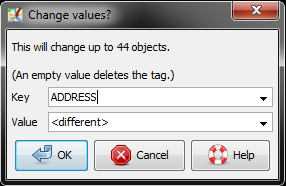 Change values?
This will change up to 44 objects.
(An empty value deletes the tag.)
Key ADDRESS
Value <different>
OK Cancel Help